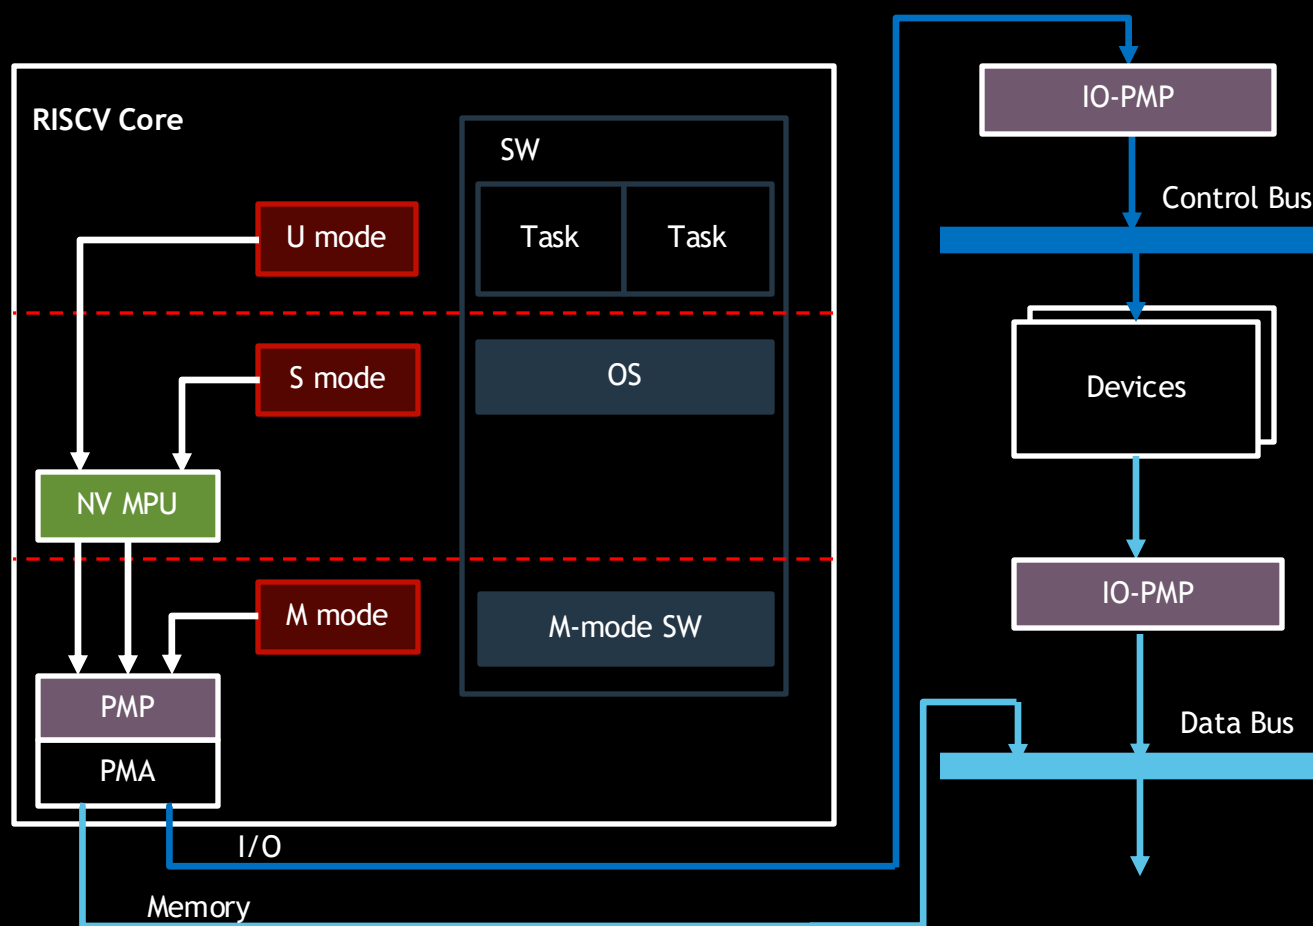 IO-PMP
RISCV Core
SW
Control Bus
U mode
Task
Task
S mode
OS
Devices
NV MPU
IO-PMP
M mode
M-mode SW
PMP
Data Bus
PMA
I/O
Memory